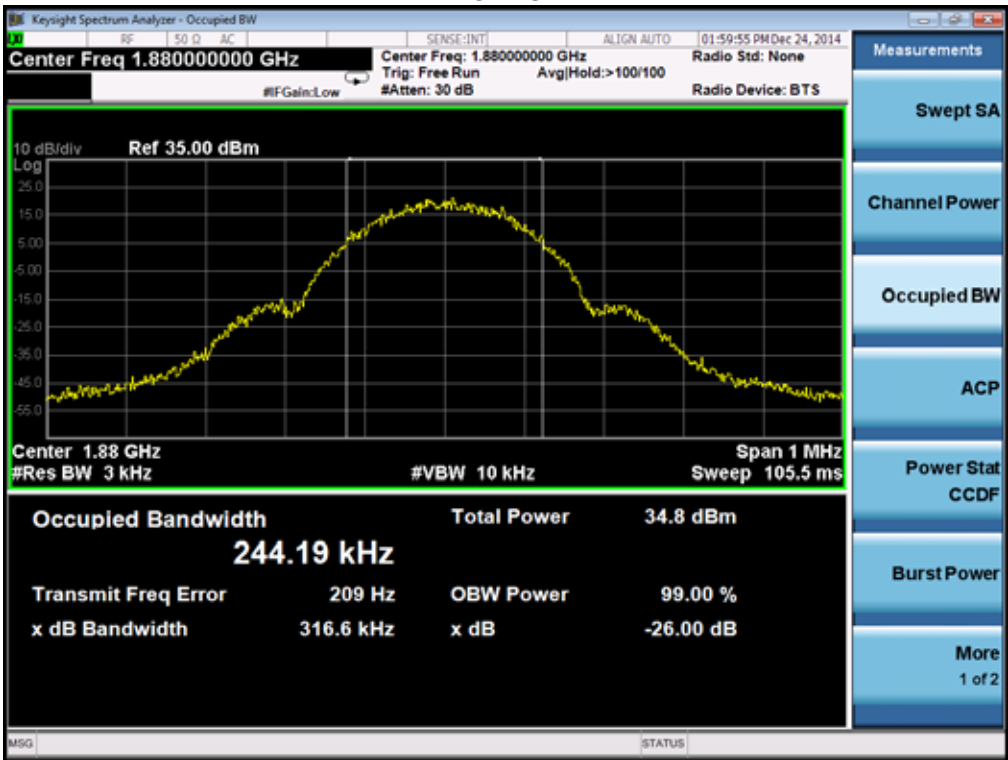 Keysight Spectrum Analyzer - Occupied BW
RF 50 Ω AC SENSE:INT ALIGN AUTO 01:59:55 PM Dec 24, 2014
Center Freq 1.880000000 GHz Center Freq: 1.880000000 GHz Radio Std: None
Trig: Free Run Avg|Hold:>100/100
#IFGain:Low #Atten: 30 dB Radio Device: BTS
10 dB/div Ref 35.00 dBm
Log
25.0
15.0
5.00
-5.00
-15.0
-25.0
-35.0
-45.0
-55.0
Center 1.88 GHz Span 1 MHz
#Res BW 3 kHz #VBW 10 kHz Sweep 105.5 ms
Occupied Bandwidth Total Power 34.8 dBm
244.19 kHz
Transmit Freq Error 209 Hz OBW Power 99.00 %
x dB Bandwidth 316.6 kHz x dB -26.00 dB
MSG STATUS
Measurements
Swept SA
Channel Power
Occupied BW
ACP
Power Stat
CCDF
Burst Power
More
1 of 2